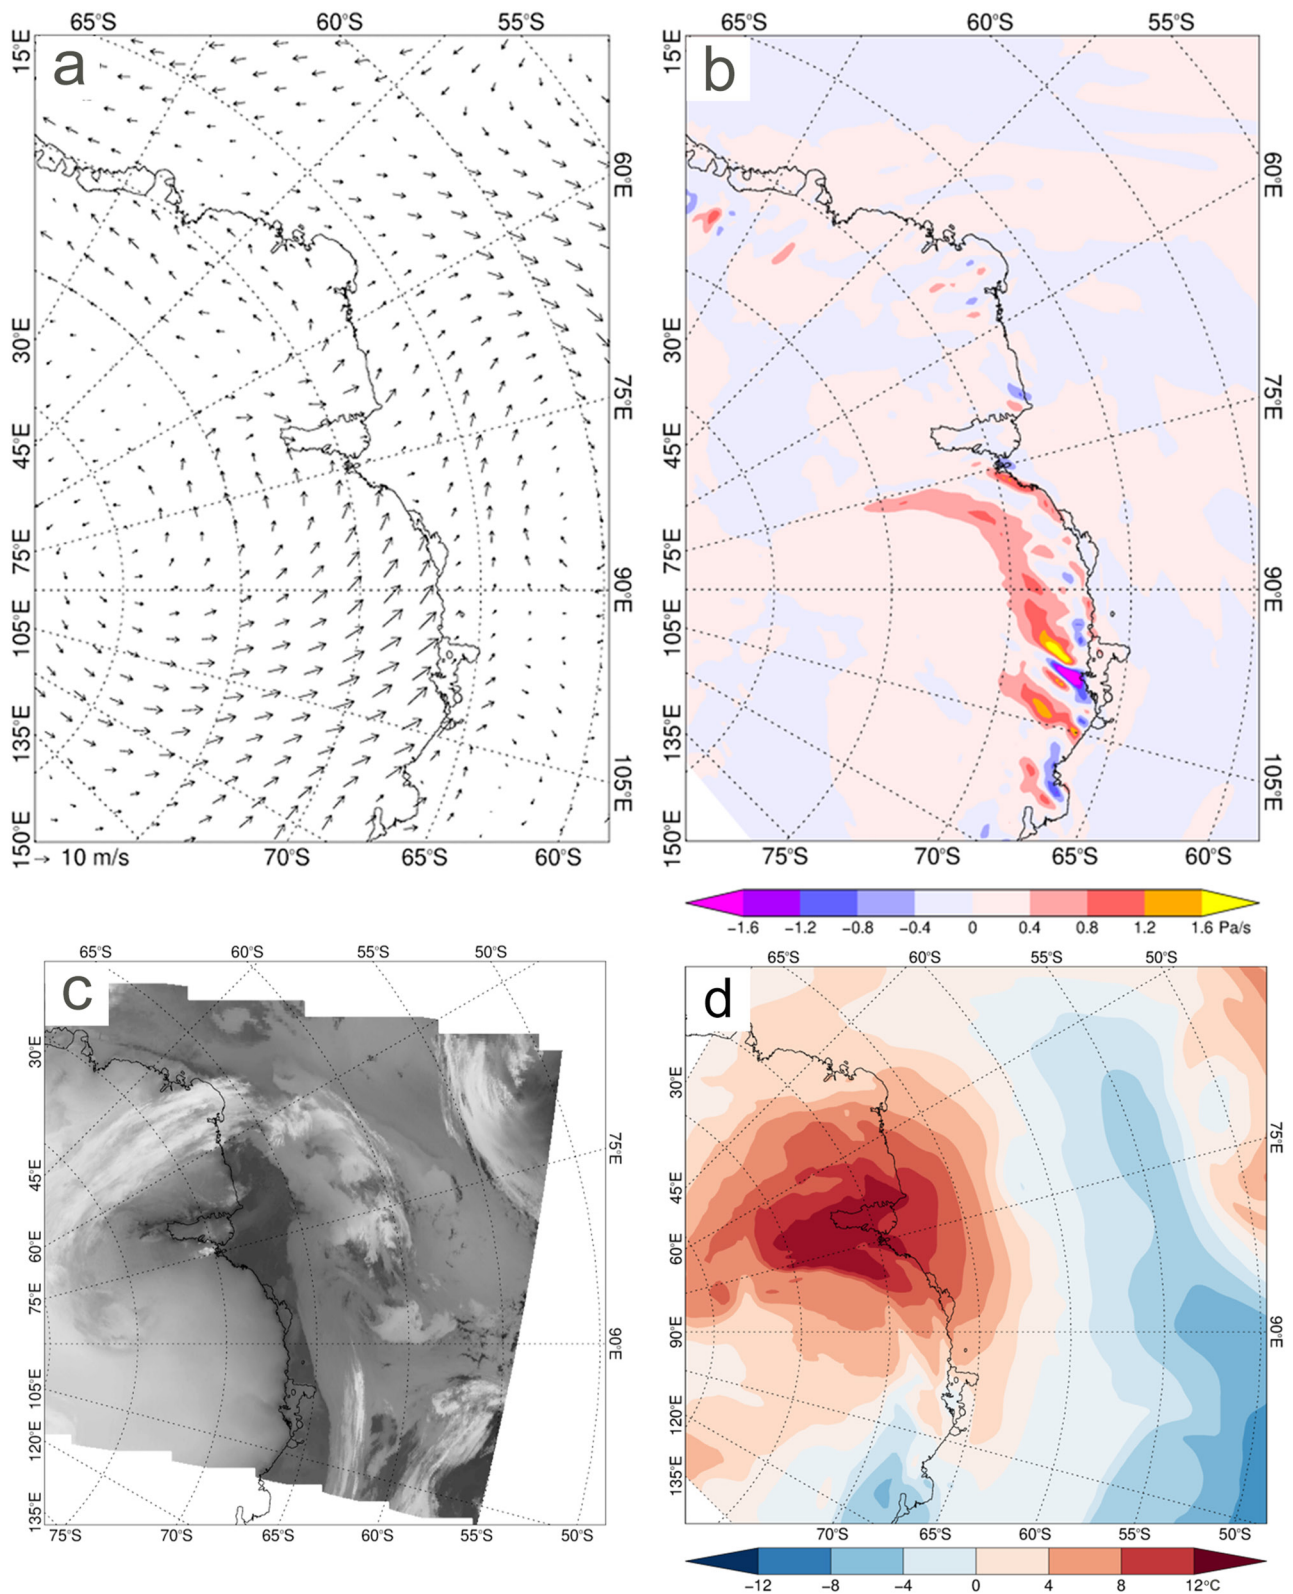 65°S 60°S 55°S
65°S 60°S 55°S
a
b
15°E
30°E
45°E
75°E
105°E
135°E
150°E
60°E
75°E
90°E
105°E
15°E
30°E
45°E
75°E
105°E
135°E
150°E
60°E
75°E
90°E
105°E
→ 10 m/s 70°S 65°S 60°S
75°S 70°S 65°S 60°S
−1.6 −1.2 −0.8 −0.4 0 0.4 0.8 1.2 1.6 Pa/s
65°S 60°S 55°S 50°S
65°S 60°S 55°S 50°S
c
d
30°E
45°E
60°E
75°E
105°E
120°E
135°E
75°E
90°E
30°E
45°E
60°E
90°E
120°E
135°E
75°E
90°E
75°S 70°S 65°S 60°S 55°S 50°S
70°S 65°S 60°S 55°S 50°S
−12 −8 −4 0 4 8 12°C